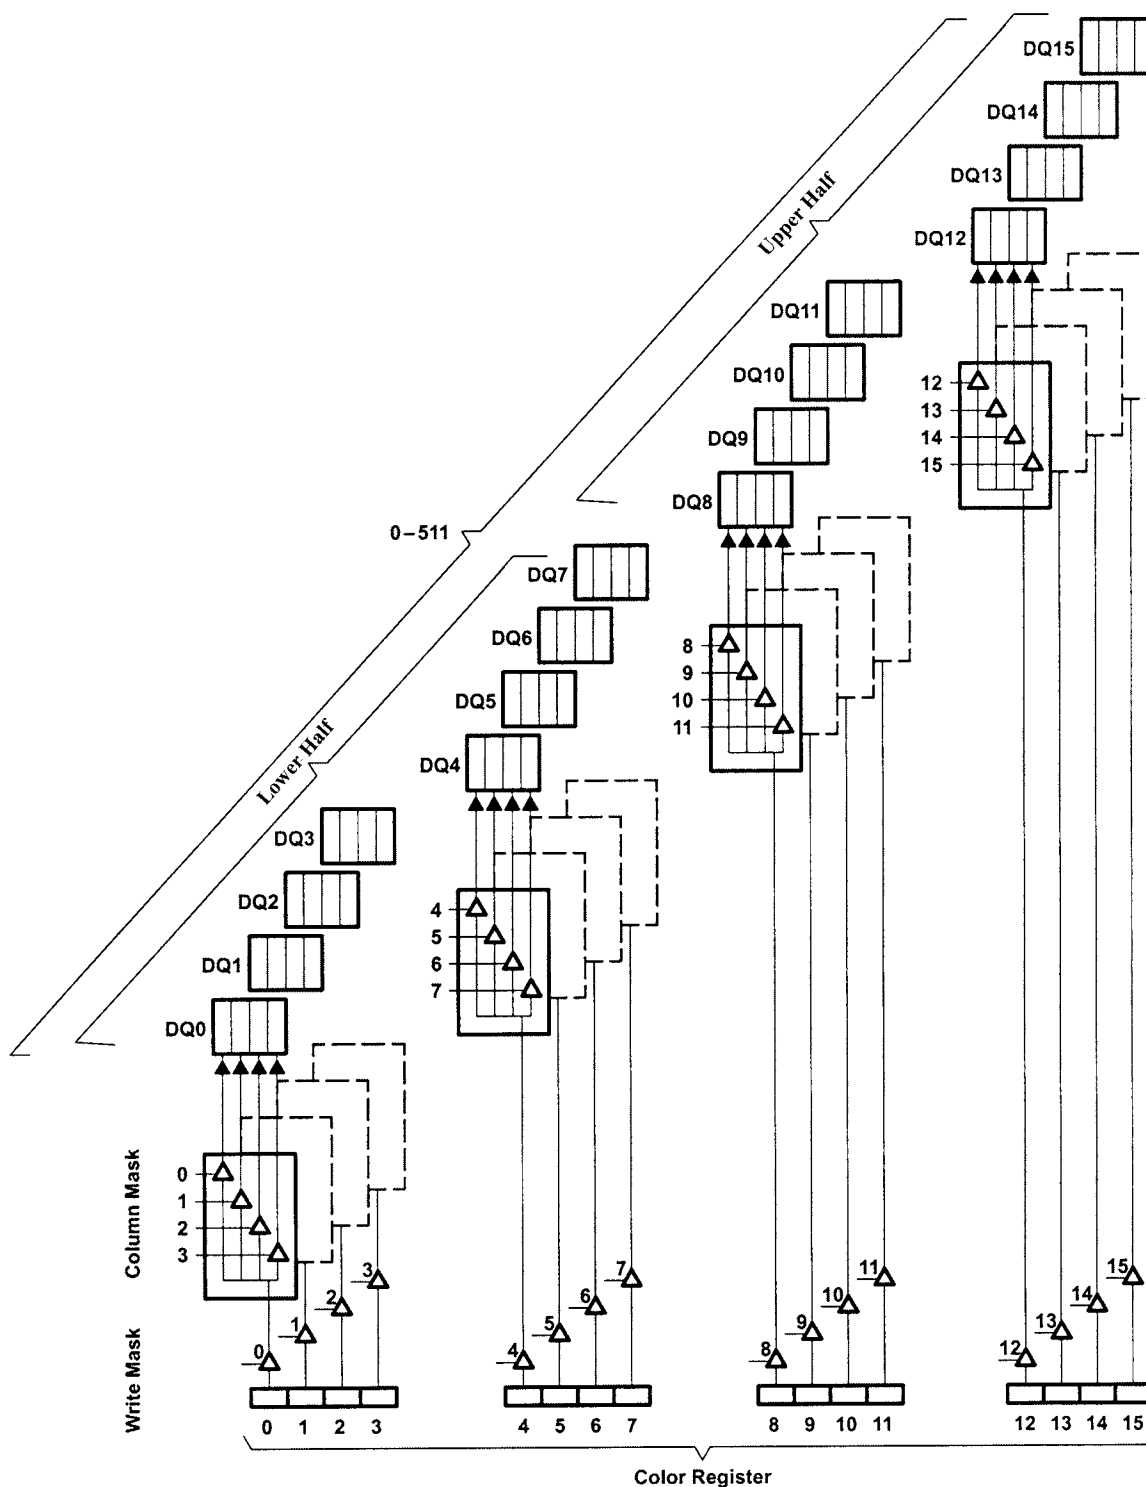 DQ15
DQ14
DQ13
DQ12
Upper Half
DQ11
DQ10
DQ9
DQ8
12
13
14
15
0–511
DQ7
DQ6
DQ5
DQ4
8
9
10
11
Lower Half
DQ3
DQ2
DQ1
DQ0
4
5
6
7
Column Mask
0
1
2
3
Write Mask
0 1 2 3
4 5 6 7
8 9 10 11
12 13 14 15
0 1 2 3 4 5 6 7 8 9 10 11 12 13 14 15
Color Register